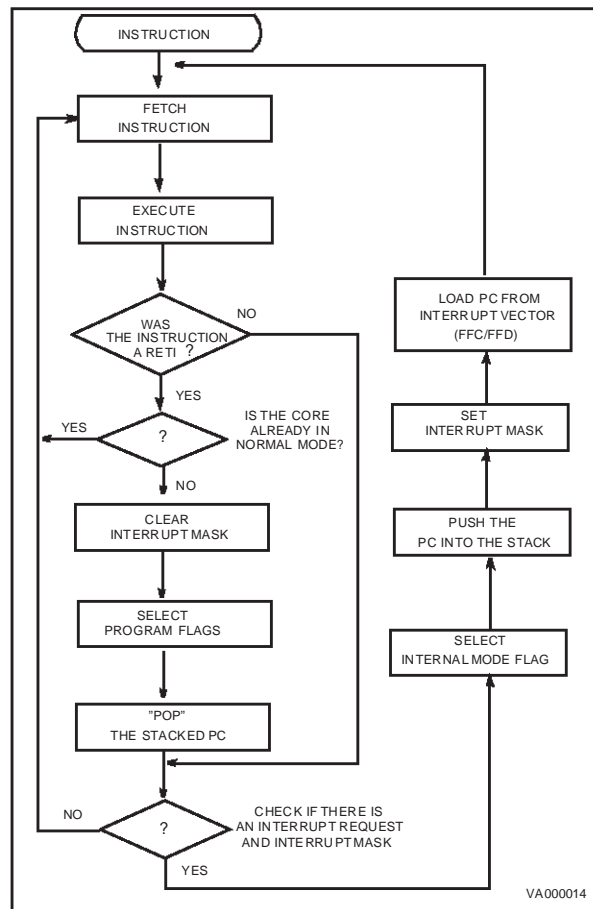 INSTRUCTION
FETCH
INSTRUCTION
EXECUTE
INSTRUCTION
WAS
THE INSTRUCTION
A RETI ?
NO
YES
?
YES
IS THE CORE
ALREADY IN
NORMAL MODE?
NO
CLEAR
INTERRUPT MASK
SELECT
PROGRAM FLAGS
"POP"
THE STACKED PC
?
NO
CHECK IF THERE IS
AN INTERRUPT REQUEST
AND INTERRUPT MASK
YES
SELECT
INTERNAL MODE FLAG
PUSH THE
PC INTO THE STACK
SET
INTERRUPT MASK
LOAD PC FROM
INTERRUPT VECTOR
(FFC/FFD)
VA000014